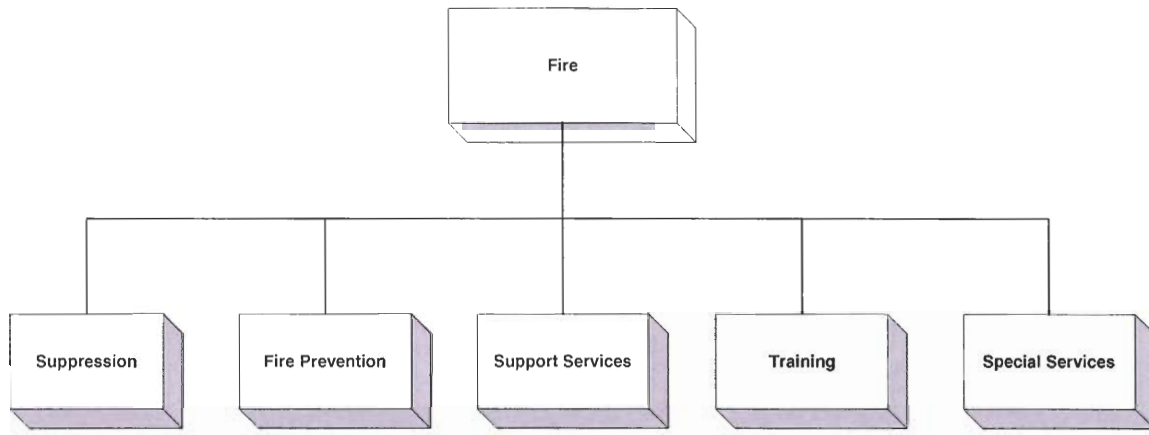 Fire
Suppression
Fire Prevention
Support Services
Training
Special Services